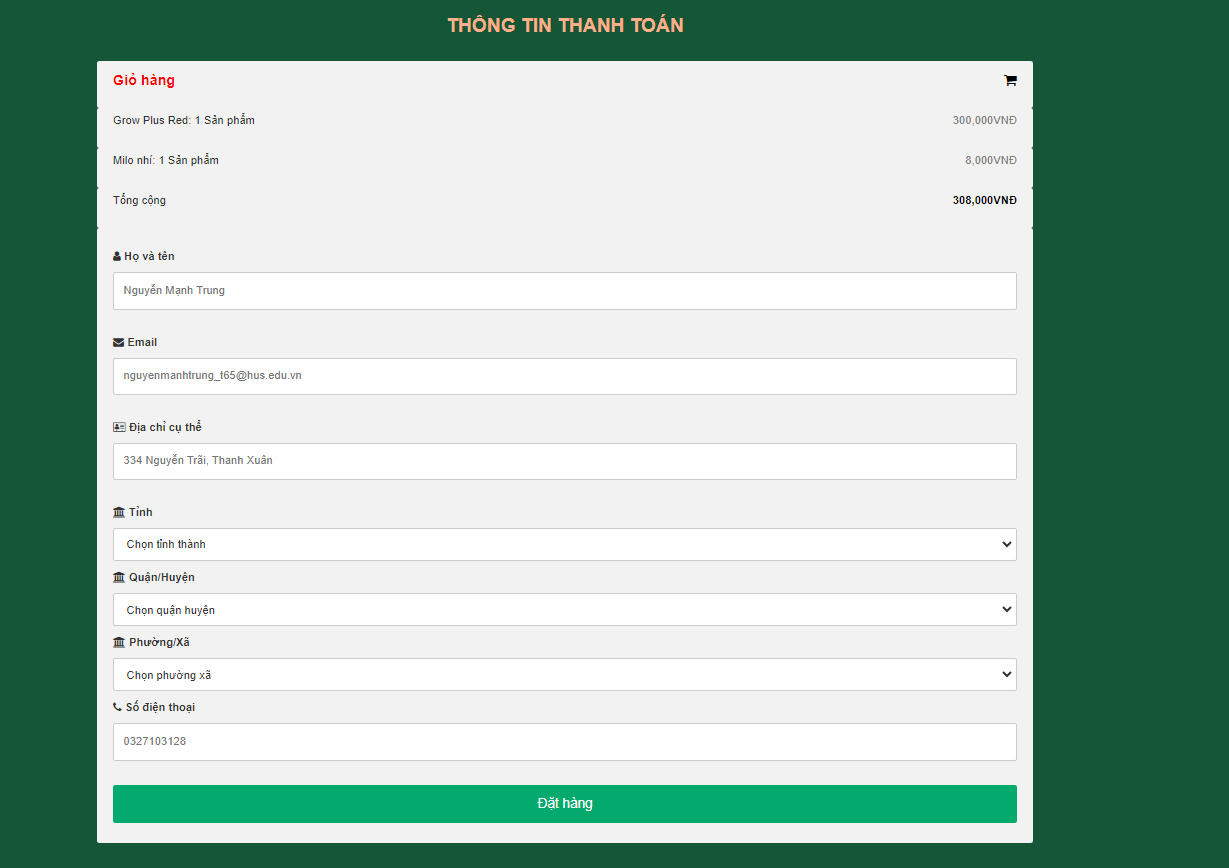 THÔNG TIN THANH TOÁN
Giỏ hàng
Grow Plus Red: 1 Sản phẩm 300,000VNĐ
Milo nhí: 1 Sản phẩm 8,000VNĐ
Tổng cộng 308,000VNĐ
Họ và tên
Nguyễn Mạnh Trung
Email
nguyenmanhtrung_t65@hus.edu.vn
Địa chỉ cụ thể
334 Nguyễn Trãi, Thanh Xuân
Tỉnh
Chọn tỉnh thành
Quận/Huyện
Chọn quận huyện
Phường/Xã
Chọn phường xã
Số điện thoại
0327103128
Đặt hàng